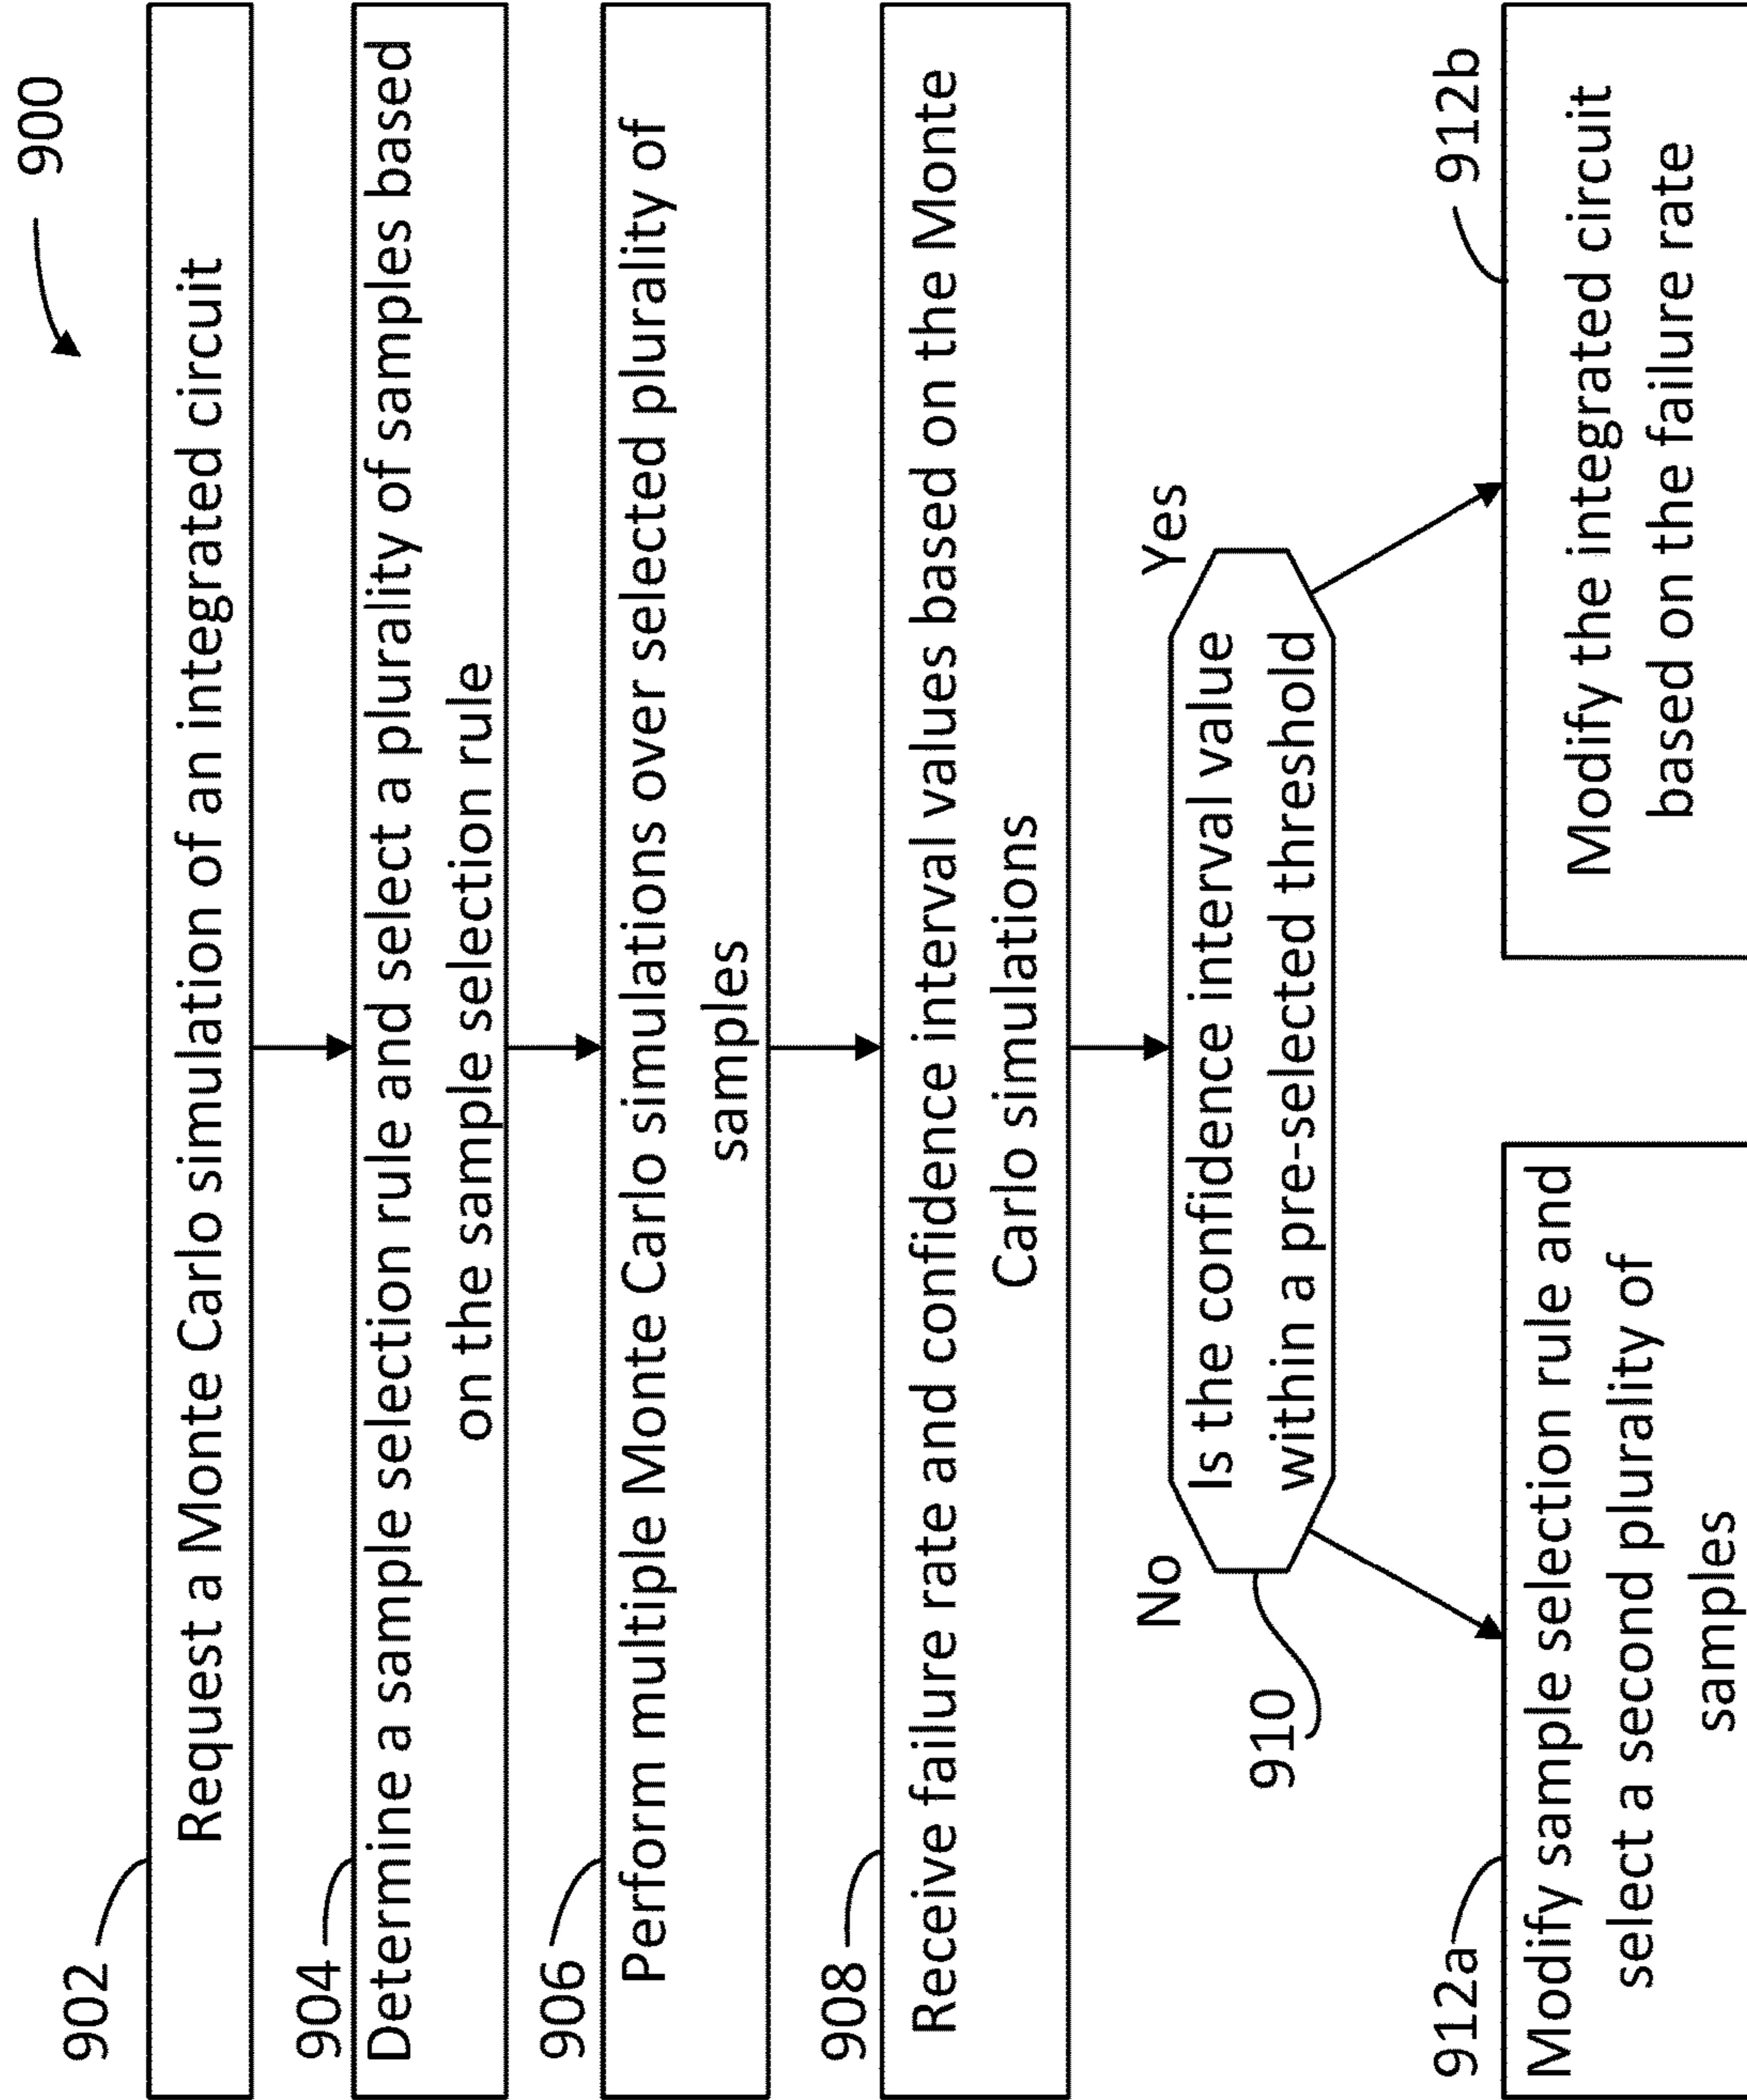 900
902
Request a Monte Carlo simulation of an integrated circuit
904
Determine a sample selection rule and select a plurality of samples based
on the sample selection rule
906
Perform multiple Monte Carlo simulations over selected plurality of
samples
908
Receive failure rate and confidence interval values based on the Monte
Carlo simulations
No
Yes
Is the confidence interval value
within a pre-selected threshold
910
912a
Modify sample selection rule and
select a second plurality of
samples
912b
Modify the integrated circuit
based on the failure rate